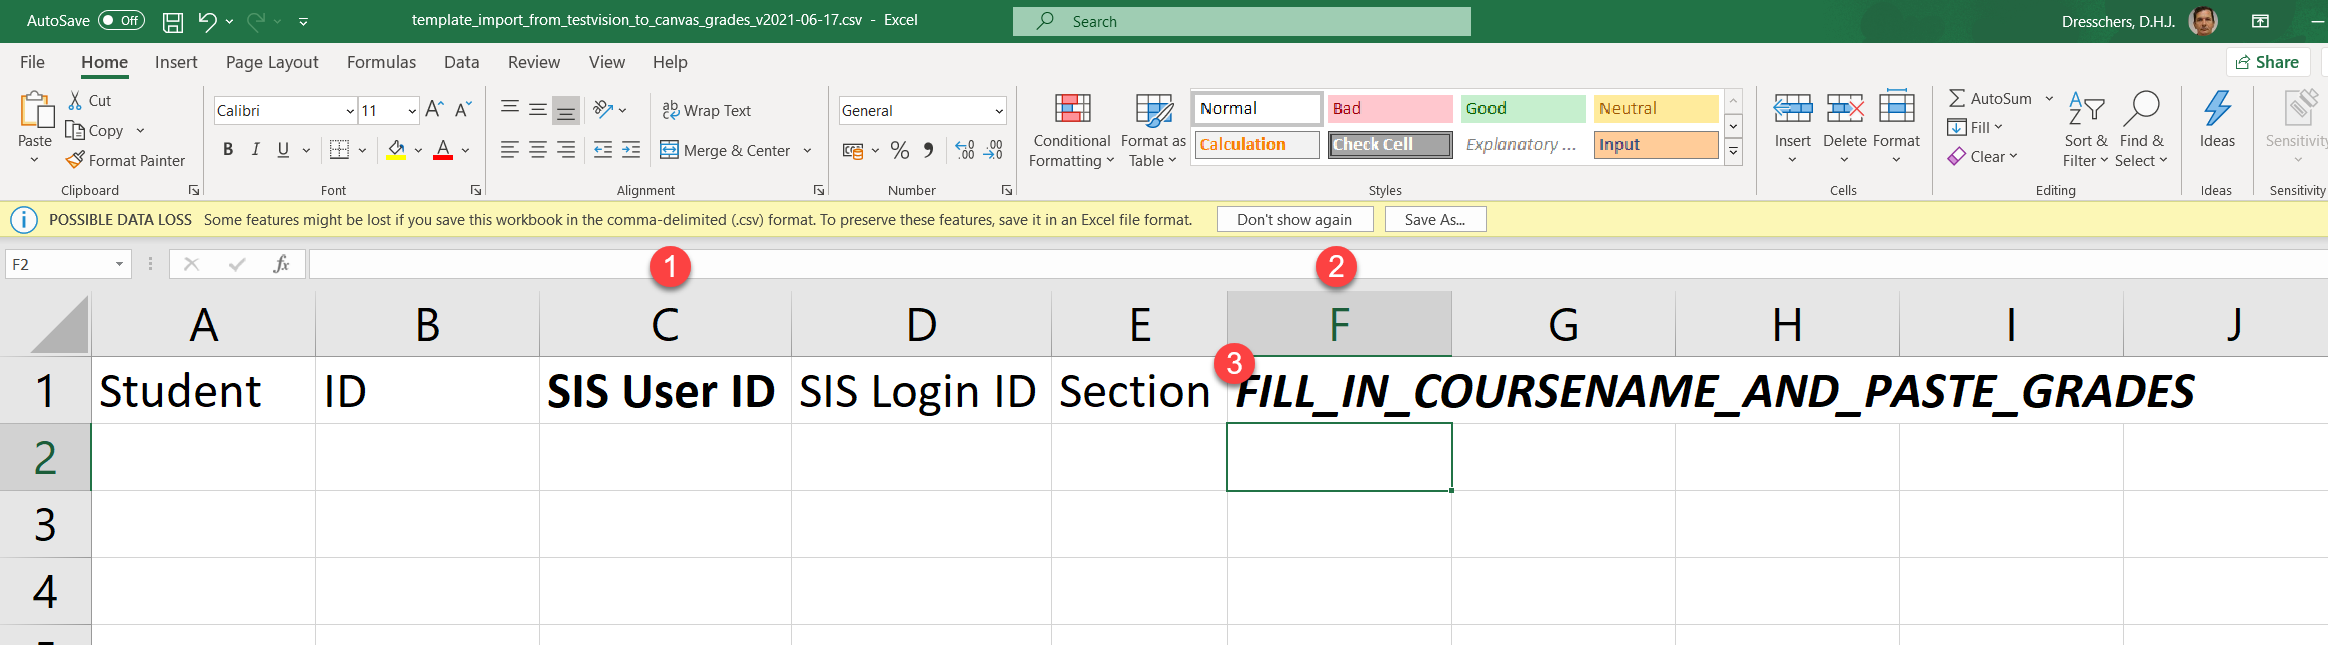 AutoSave Off template_import_from_testvision_to_canvas_grades_v2021-06-17.csv - Excel Search Dresschers, D.H.J.
File Home Insert Page Layout Formulas Data Review View Help Share
Paste
Cut
Copy
Format Painter
Clipboard
Calibri 11 A A
B I U A
Font
Wrap Text
Merge & Center
Alignment
General
% .00 .00
Number
Conditional Formatting
Format as Table
Normal Bad Good Neutral
Calculation Check Cell Explanatory ... Input
Styles
Insert Delete Format
Cells
AutoSum
Fill
Clear
Sort & Filter
Find & Select
Editing
Ideas
Ideas
Sensitivity
Sensitivity
POSSIBLE DATA LOSS Some features might be lost if you save this workbook in the comma-delimited (.csv) format. To preserve these features, save it in an Excel file format. Don't show again Save As...
F2 fx 1 2
A B C D E F G H I J
3
1 Student ID SIS User ID SIS Login ID Section FILL_IN_COURSENAME_AND_PASTE_GRADES
2
3
4